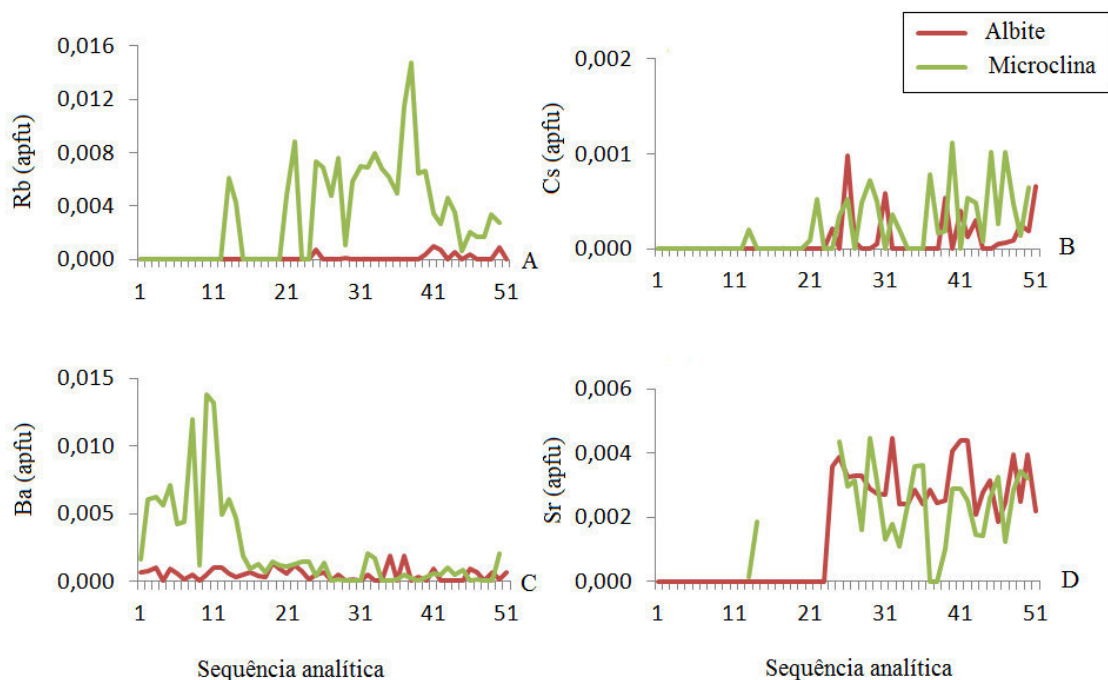 Albite
Microclina
Rb (apfu)
0,016
0,012
0,008
0,004
0,000
1 11 21 31 41 51
A
Cs (apfu)
0,002
0,001
0,000
1 11 21 31 41 51
B
Ba (apfu)
0,015
0,010
0,005
0,000
1 11 21 31 41 51
C
Sequência analítica
Sr (apfu)
0,006
0,004
0,002
0,000
1 11 21 31 41 51
D
Sequência analítica